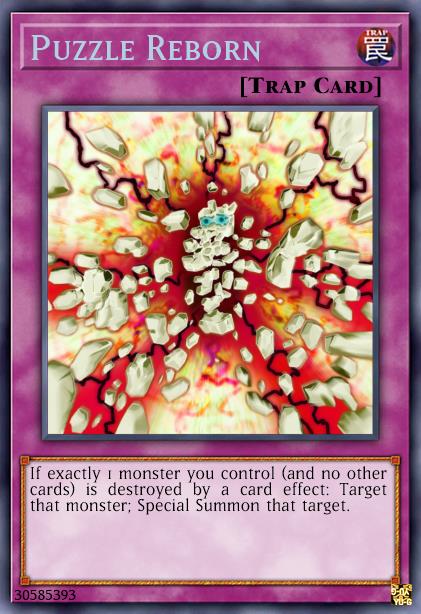 Puzzle Reborn
TRAP
罠
[Trap Card]
If exactly 1 monster you control (and no other
cards) is destroyed by a card effect: Target
that monster; Special Summon that target.
30585393